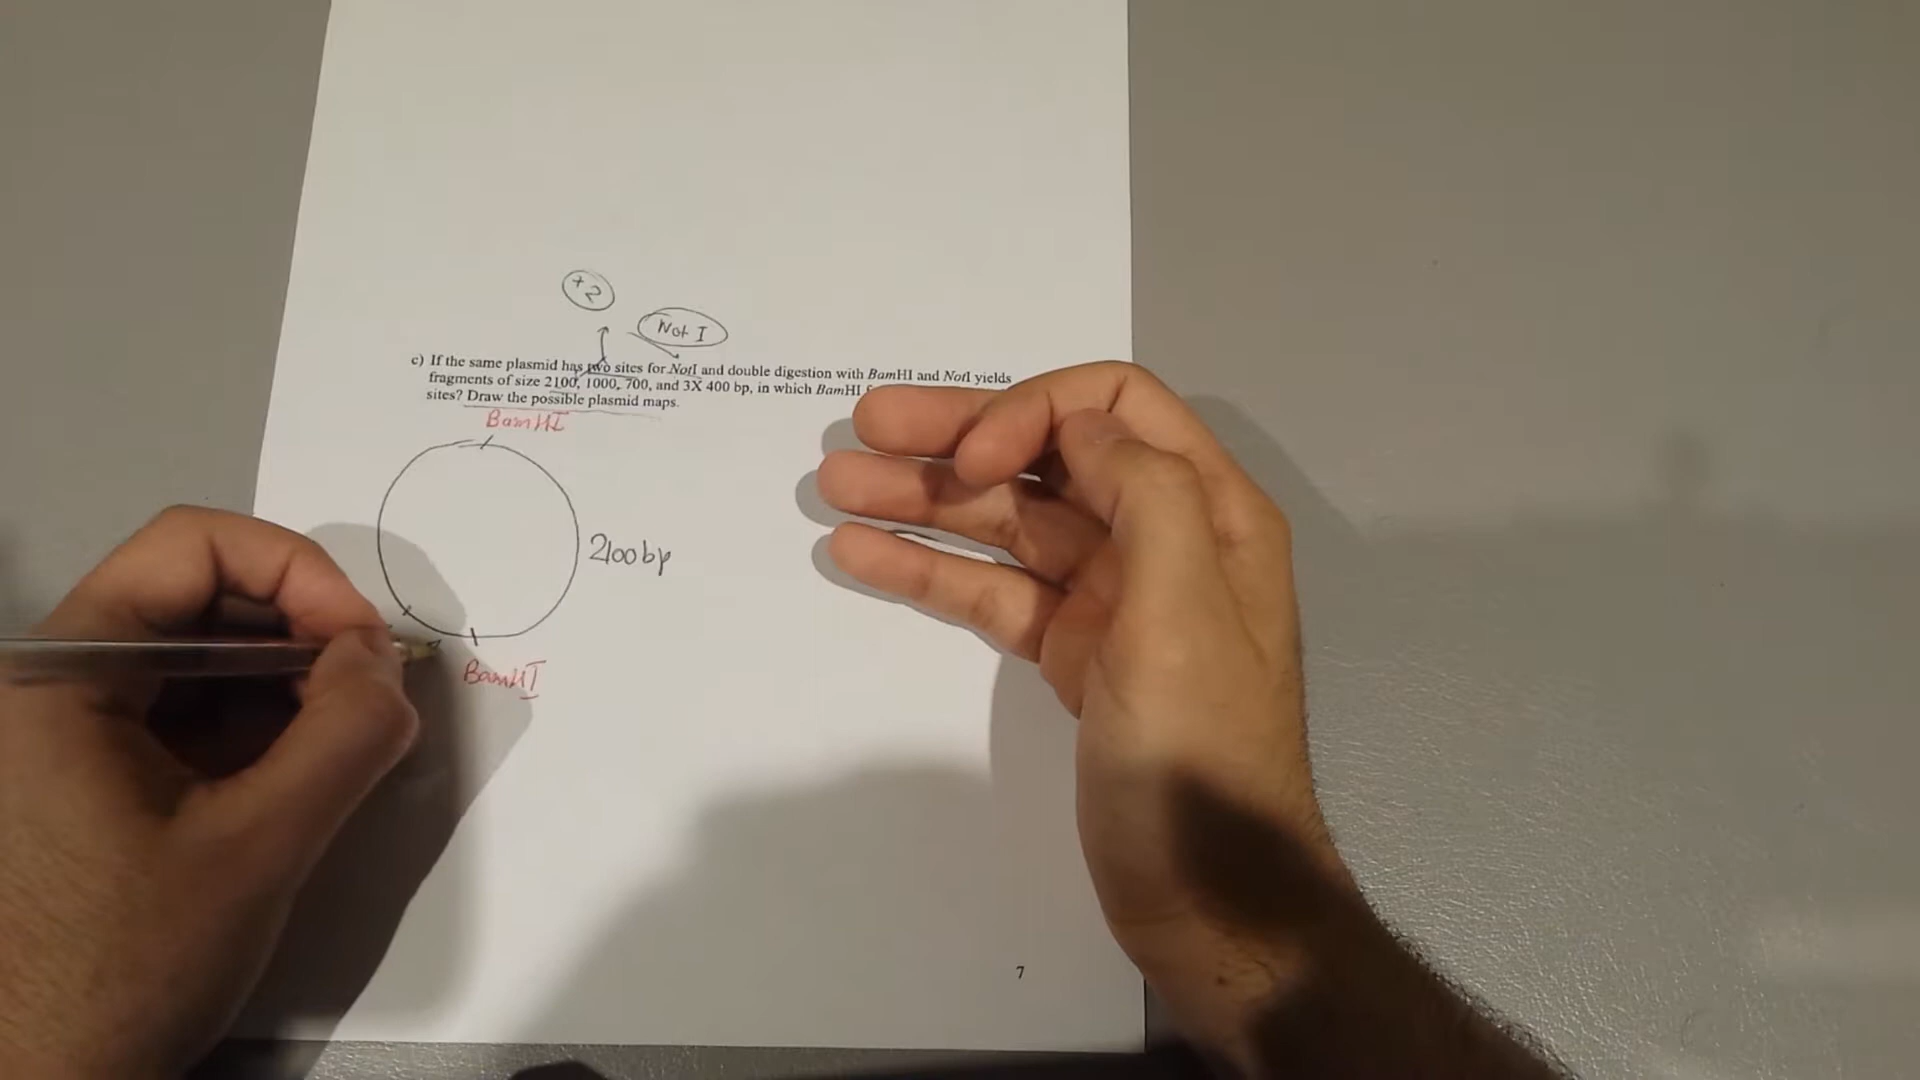 +2
Not I
c) If the same plasmid has two sites for NotI and double digestion with BamHI and NotI yields
fragments of size 2100, 1000, 700, and 3X 400 bp, in which BamHI
sites? Draw the possible plasmid maps.
BamHI
2100bp
BamHI
7